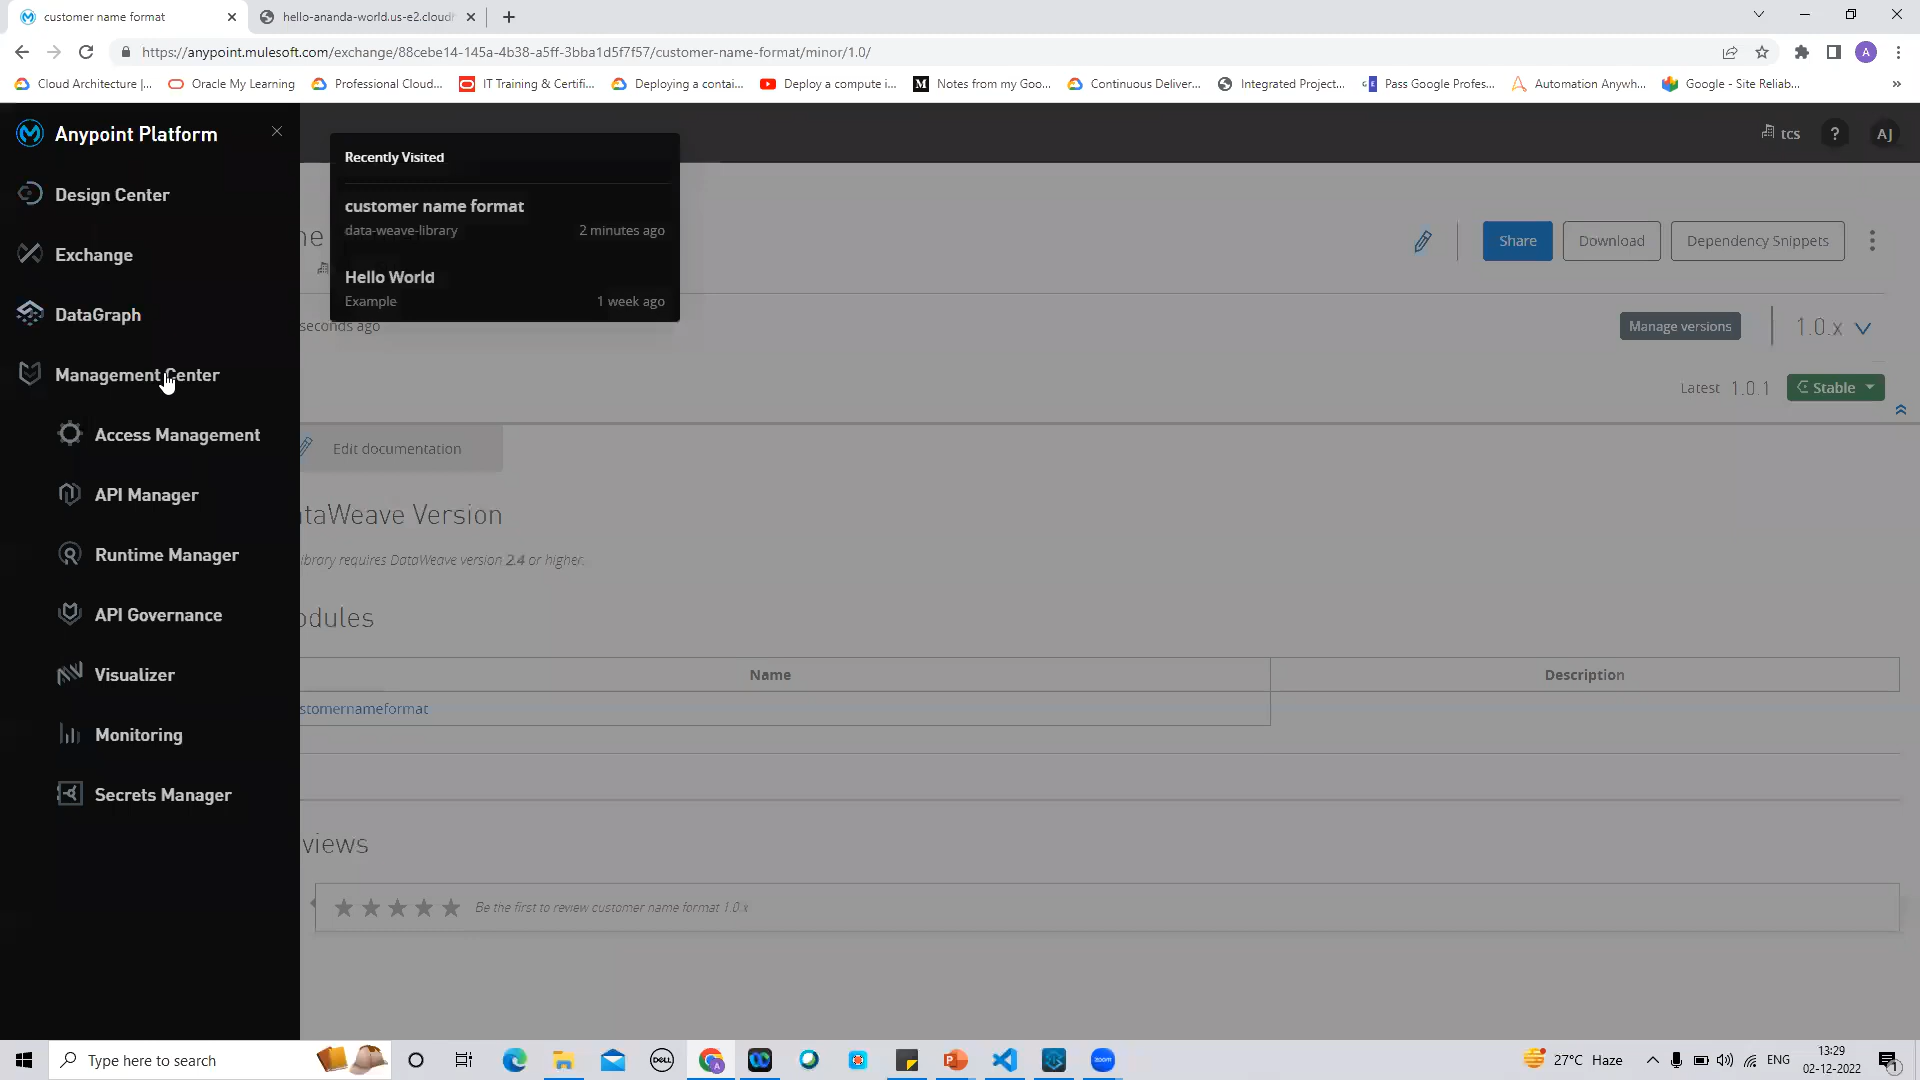 customer name format
hello-ananda-world.us-e2.cloudh
https://anypoint.mulesoft.com/exchange/88cebe14-145a-4b38-a5ff-3bba1d5f7f57/customer-name-format/minor/1.0/
A
Cloud Architecture |...
Oracle My Learning
Professional Cloud...
IT Training & Certifi...
Deploying a contai...
Deploy a compute i...
Notes from my Goo...
Continuous Deliver...
Integrated Project...
Pass Google Profes...
Automation Anywh...
Google - Site Reliab...
»
Anypoint Platform
tcs
?
AJ
Recently Visited
Design Center
customer name format
data-weave-library 2 minutes ago
ne
Share
Download
Dependency Snippets
Exchange
Hello World
Example 1 week ago
DataGraph
seconds ago
Manage versions
1.0.x
Management Center
Latest 1.0.1
Stable
Access Management
Edit documentation
API Manager
taWeave Version
Runtime Manager
ibrary requires DataWeave version 2.4 or higher.
API Governance
odules
Visualizer
Name Description
stomernameformat
Monitoring
Secrets Manager
views
Be the first to review customer name format 1.0.x
Type here to search
DELL
zoom
27°C Haze
ENG
13:29
02-12-2022
1